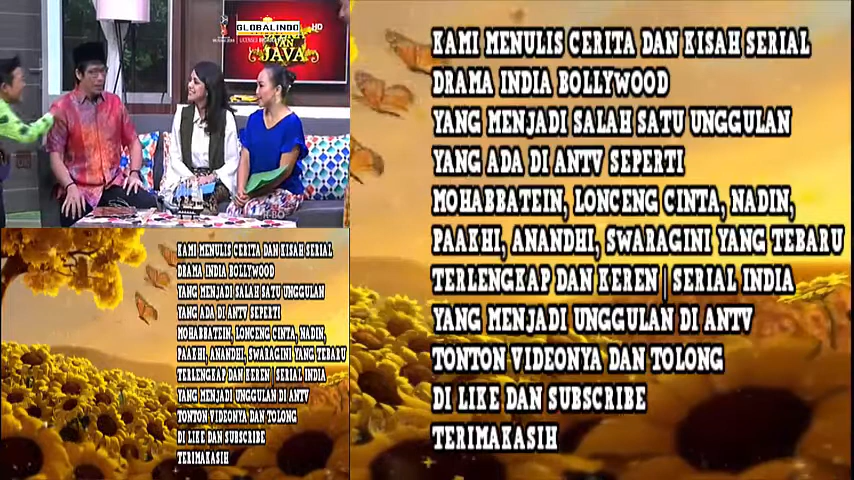 GLOBALINDO
HD
JAVA
KAMI MENULIS CERITA DAN KISAH SERIAL
DRAMA INDIA BOLLYWOOD
YANG MENJADI SALAH SATU UNGGULAN
YANG ADA DI ANTV SEPERTI
MOHABBATEIN, LONCENG CINTA, NADIN,
PAAKHI, ANANDHI, SWARAGINI YANG TEBARU
TERLENGKAP DAN KEREN | SERIAL INDIA
YANG MENJADI UNGGULAN DI ANTV
TONTON VIDEONYA DAN TOLONG
DI LIKE DAN SUBSCRIBE
TERIMAKASIH
KAMI MENULIS CERITA DAN KISAH SERIAL
DRAMA INDIA BOLLYWOOD
YANG MENJADI SALAH SATU UNGGULAN
YANG ADA DI ANTV SEPERTI
MOHABBATEIN, LONCENG CINTA, NADIN,
PAAKHI, ANANDHI, SWARAGINI YANG TEBARU
TERLENGKAP DAN KEREN | SERIAL INDIA
YANG MENJADI UNGGULAN DI ANTV
TONTON VIDEONYA DAN TOLONG
DI LIKE DAN SUBSCRIBE
TERIMAKASIH